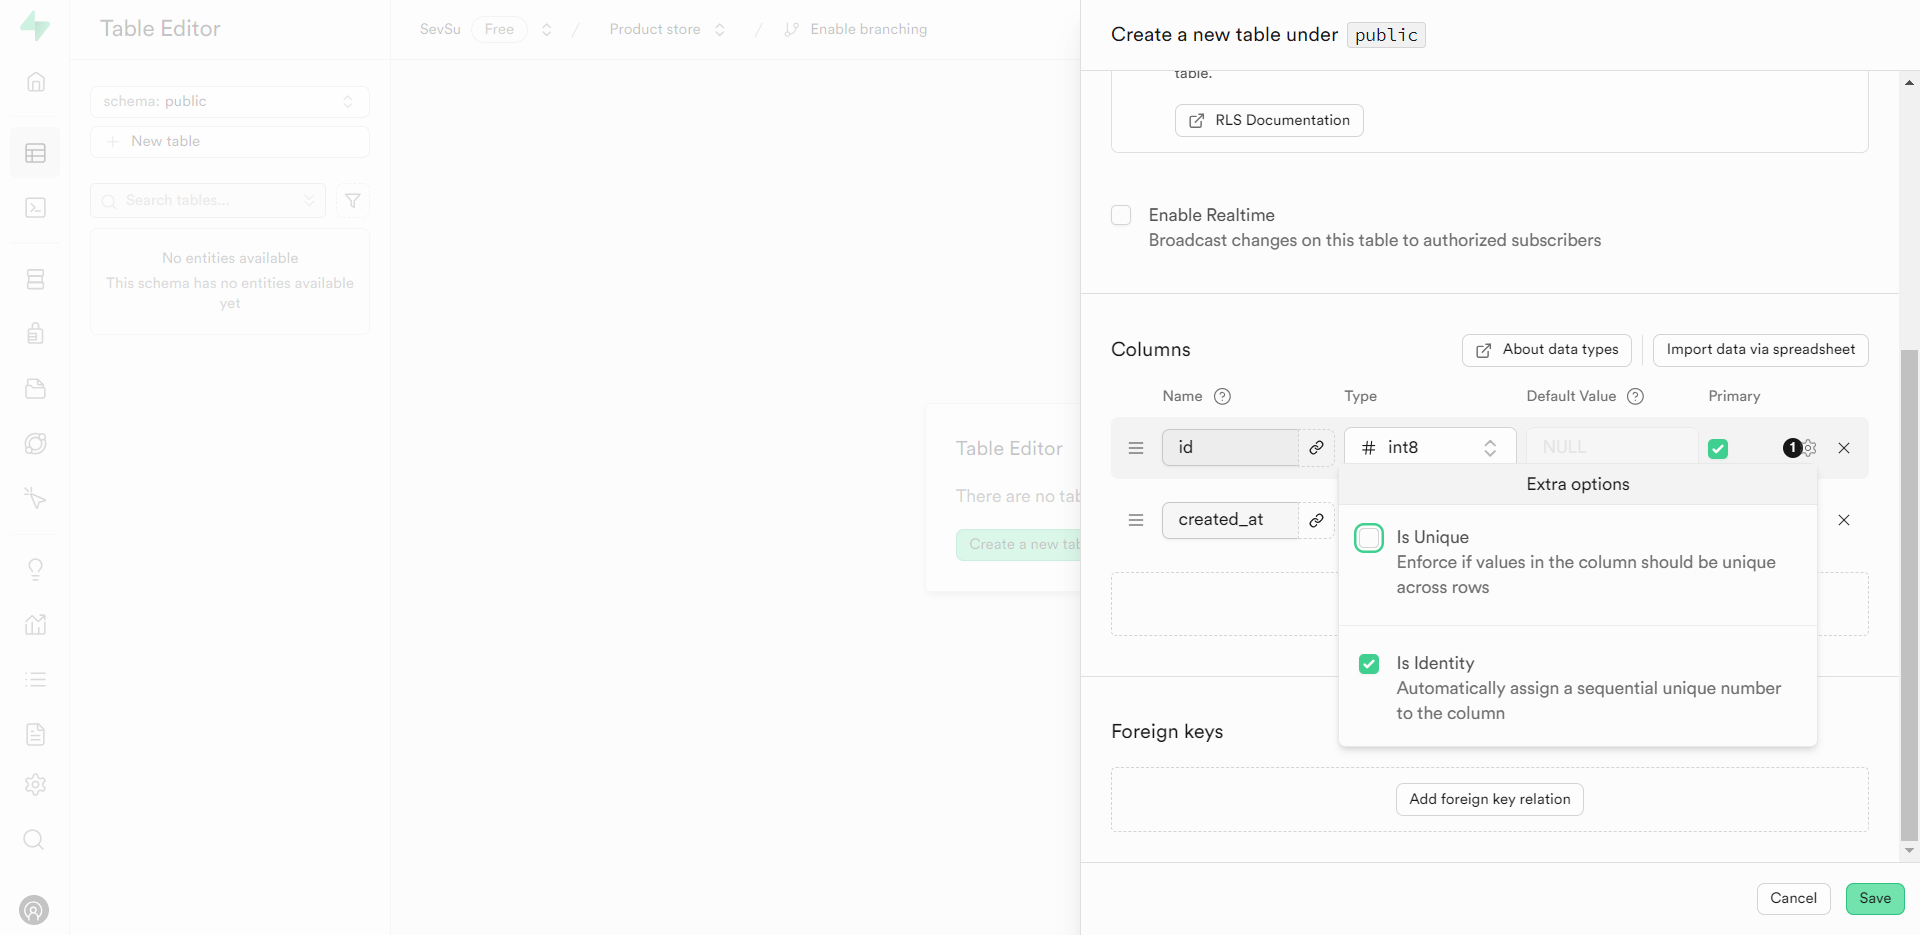 Table Editor
SevSu Free / Product store / Enable branching
Create a new table under public
schema: public
New table
Search tables...
No entities available
This schema has no entities available
yet
Table Editor
There are no tab
Create a new tab
table.
RLS Documentation
Enable Realtime
Broadcast changes on this table to authorized subscribers
Columns
About data types
Import data via spreadsheet
Name Type Default Value Primary
id # int8 NULL 1
Extra options
created_at
Is Unique
Enforce if values in the column should be unique
across rows
Is Identity
Automatically assign a sequential unique number
to the column
Foreign keys
Add foreign key relation
Cancel Save